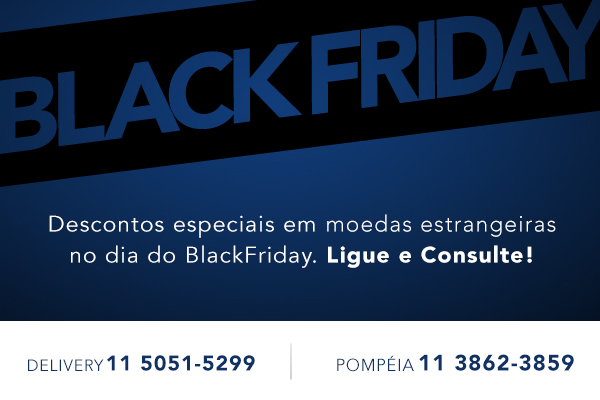 BLACK FRIDAY
Descontos especiais em moedas estrangeiras
no dia do BlackFriday. Ligue e Consulte!
DELIVERY 11 5051-5299
POMPÉIA 11 3862-3859